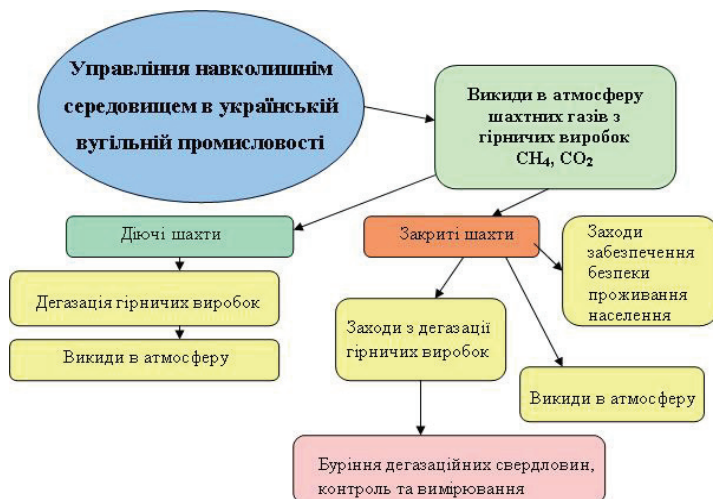 Управління навколишнім
середовищем в українській
вугільній промисловості
Викиди в атмосферу
шахтних газів з
гірничих виробок
CH4, CO2
Діючі шахти
Закриті шахти
Заходи
забезпечення
безпеки
проживання
населення
Дегазація гірничих виробок
Викиди в атмосферу
Заходи з дегазації
гірничих виробок
Викиди в атмосферу
Буріння дегазаційних свердловин,
контроль та вимірювання